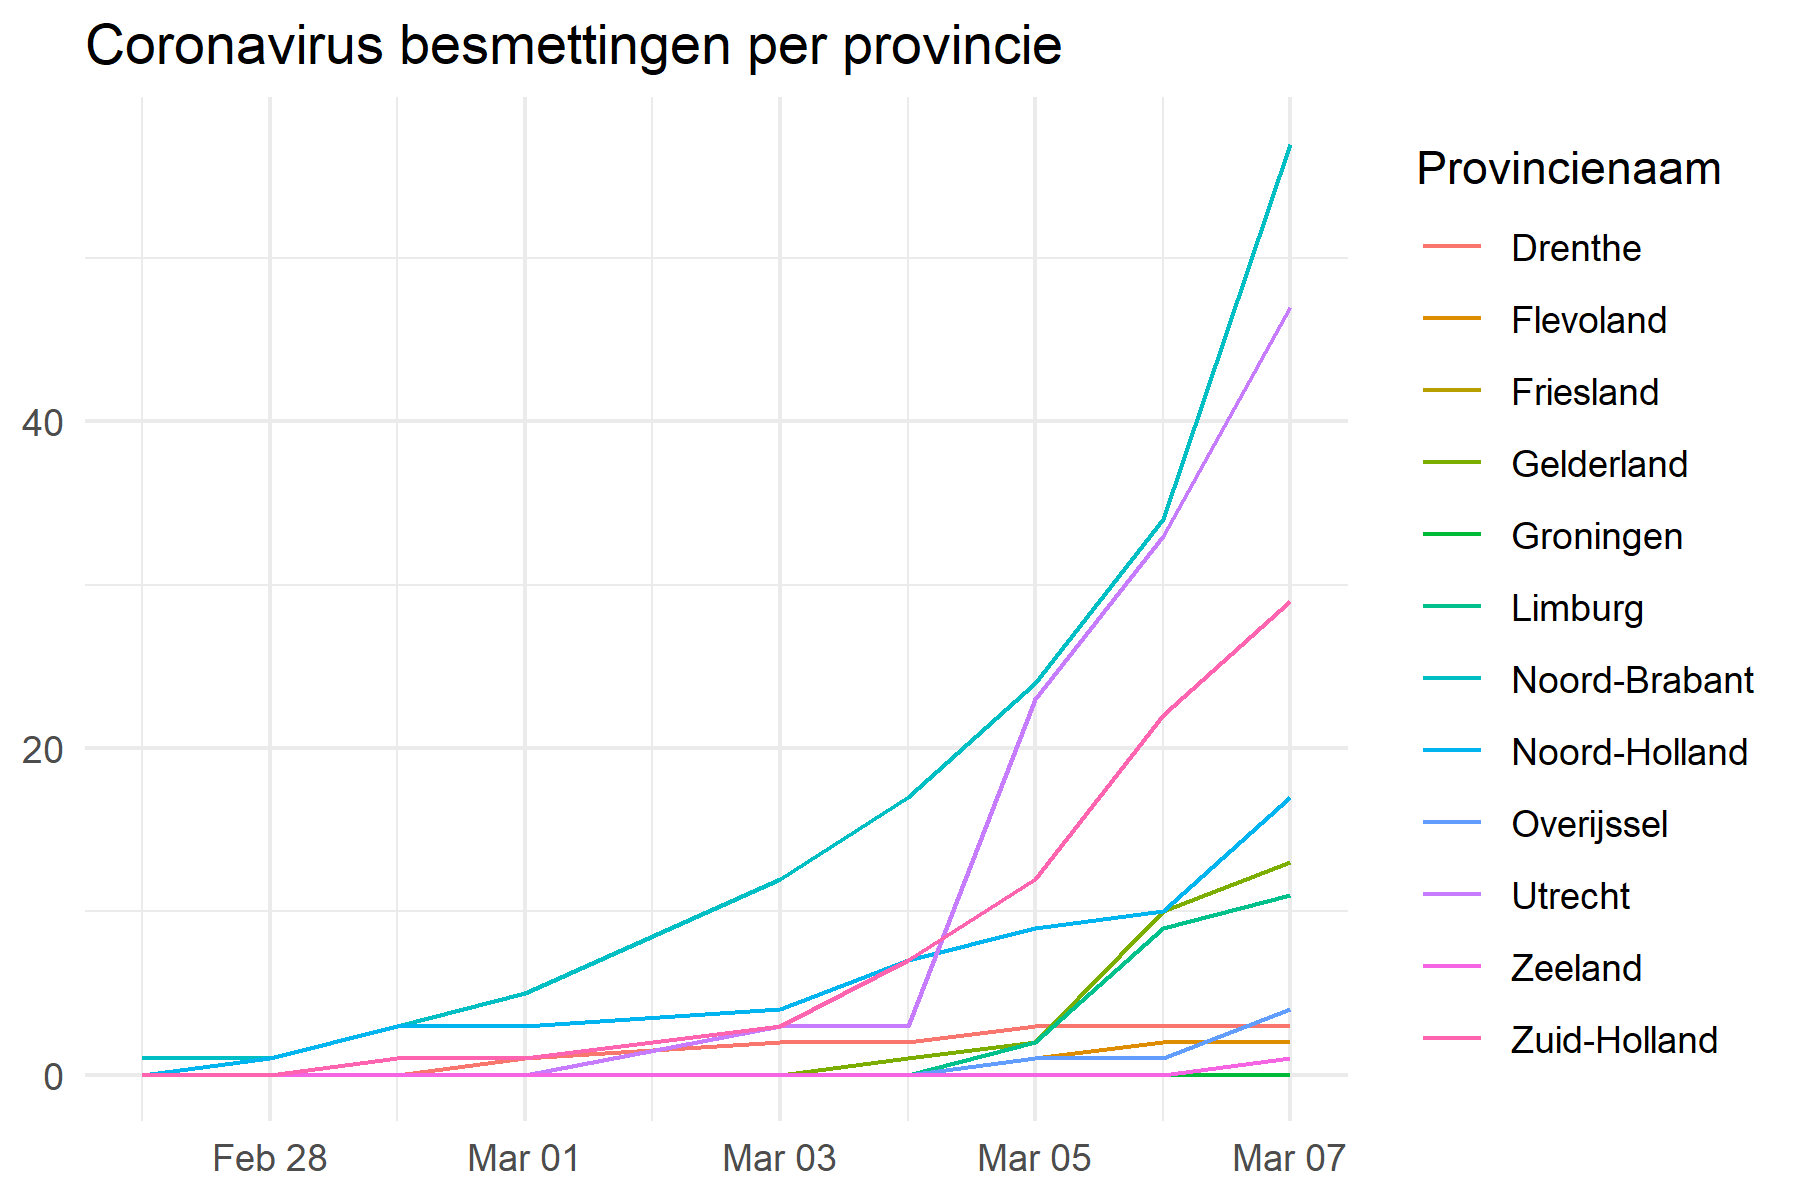 Coronavirus besmettingen per provincie
40
20
0
Feb 28 Mar 01 Mar 03 Mar 05 Mar 07
Provincienaam
Drenthe
Flevoland
Friesland
Gelderland
Groningen
Limburg
Noord-Brabant
Noord-Holland
Overijssel
Utrecht
Zeeland
Zuid-Holland